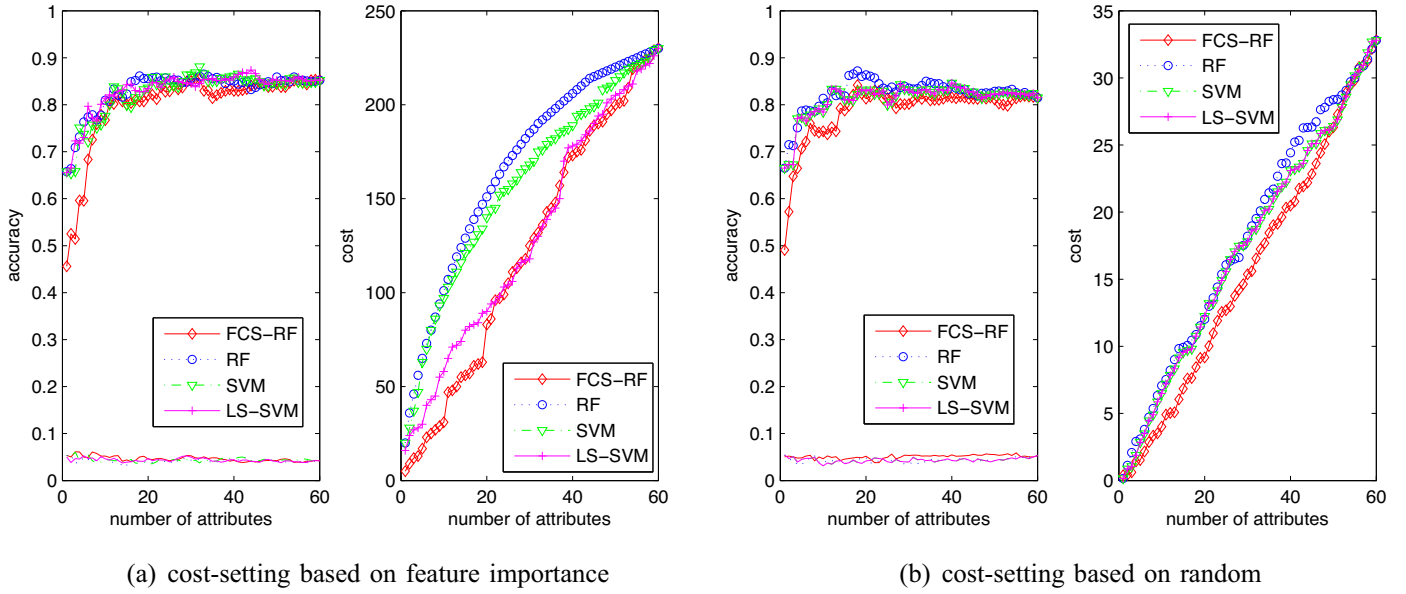 1
0.9
0.8
0.7
0.6
0.5
0.4
0.3
0.2
0.1
0
accuracy
0 20 40 60
number of attributes
FCS−RF
RF
SVM
LS−SVM
250
200
150
100
50
0
cost
0 20 40 60
number of attributes
FCS−RF
RF
SVM
LS−SVM
(a) cost-setting based on feature importance
1
0.9
0.8
0.7
0.6
0.5
0.4
0.3
0.2
0.1
0
accuracy
0 20 40 60
number of attributes
FCS−RF
RF
SVM
LS−SVM
35
30
25
20
15
10
5
0
cost
0 20 40 60
number of attributes
FCS−RF
RF
SVM
LS−SVM
(b) cost-setting based on random